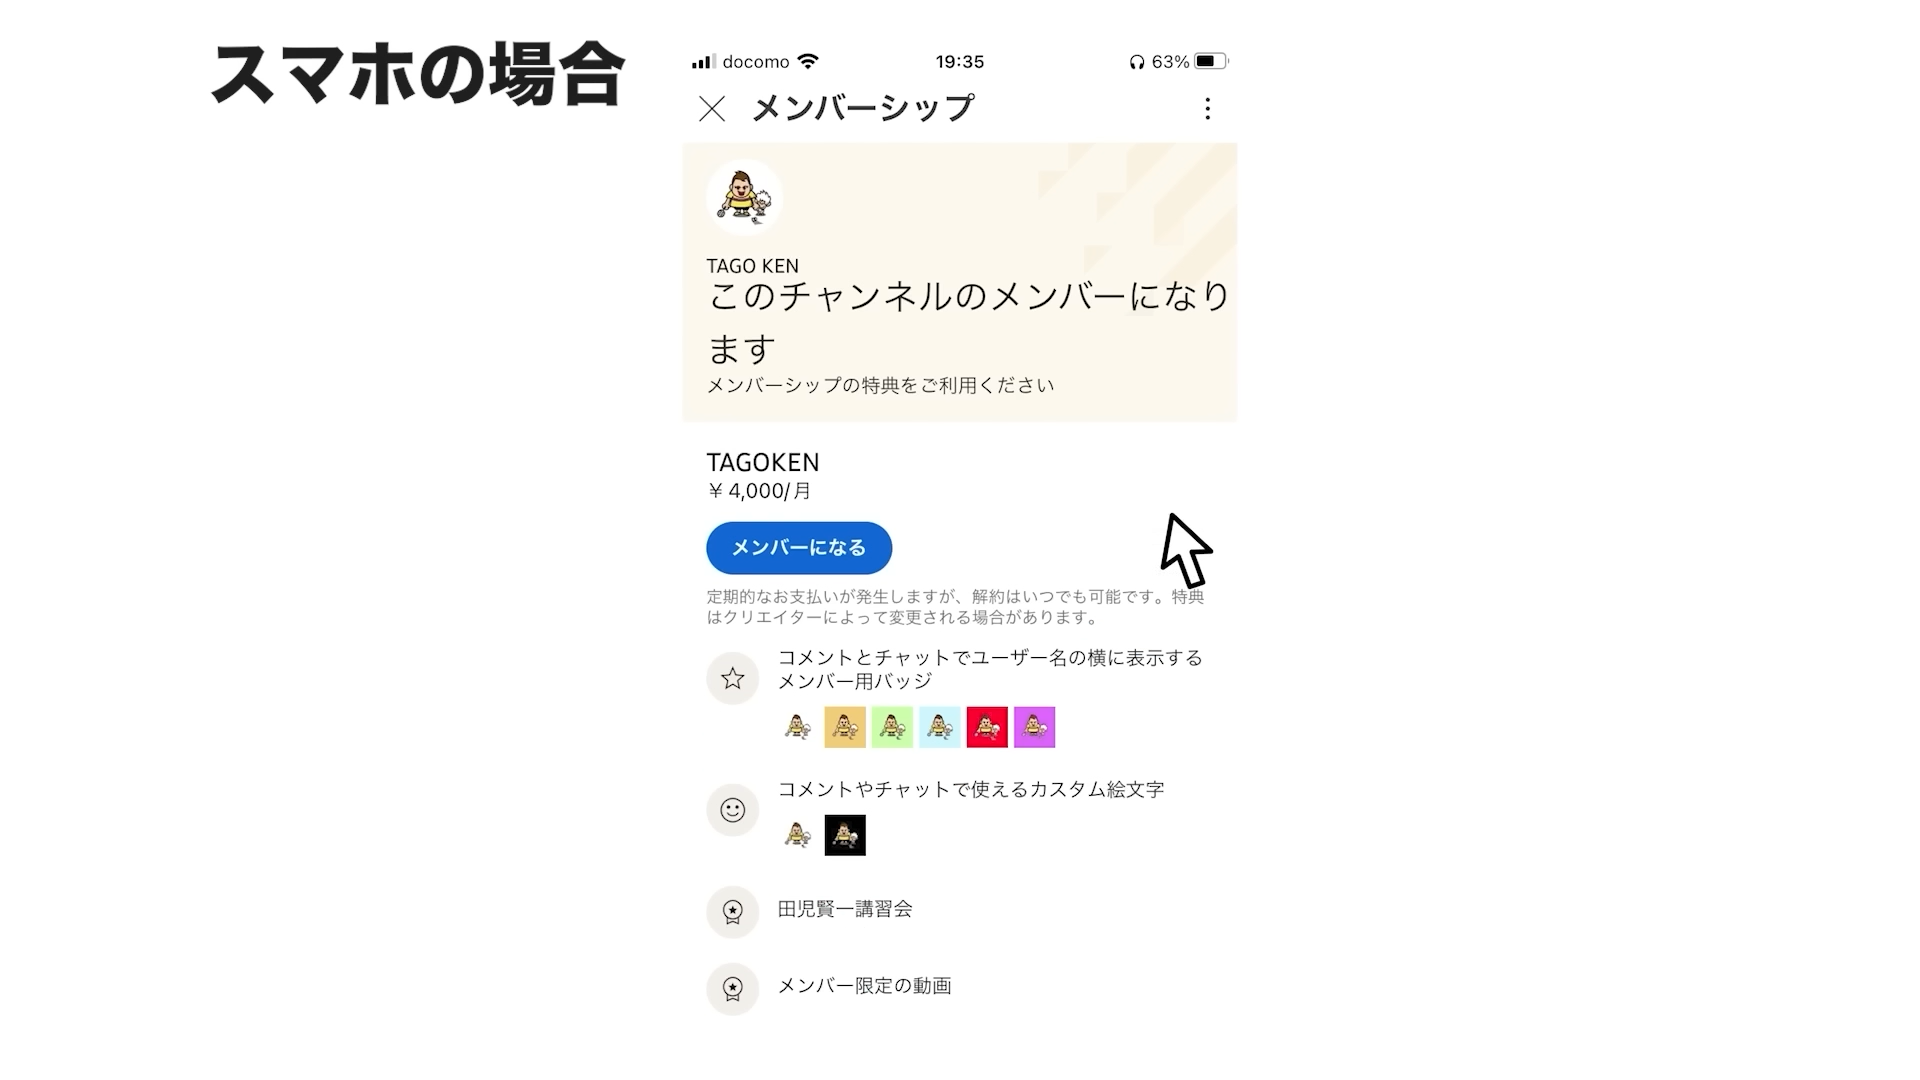 スマホの場合
docomo 19:35 63%
メンバーシップ
TAGO KEN
このチャンネルのメンバーになり
ます
メンバーシップの特典をご利用ください
TAGOKEN
¥ 4,000/月
メンバーになる
定期的なお支払いが発生しますが、解約はいつでも可能です。特典
はクリエイターによって変更される場合があります。
コメントとチャットでユーザー名の横に表示する
メンバー用バッジ
コメントやチャットで使えるカスタム絵文字
田児賢一講習会
メンバー限定の動画